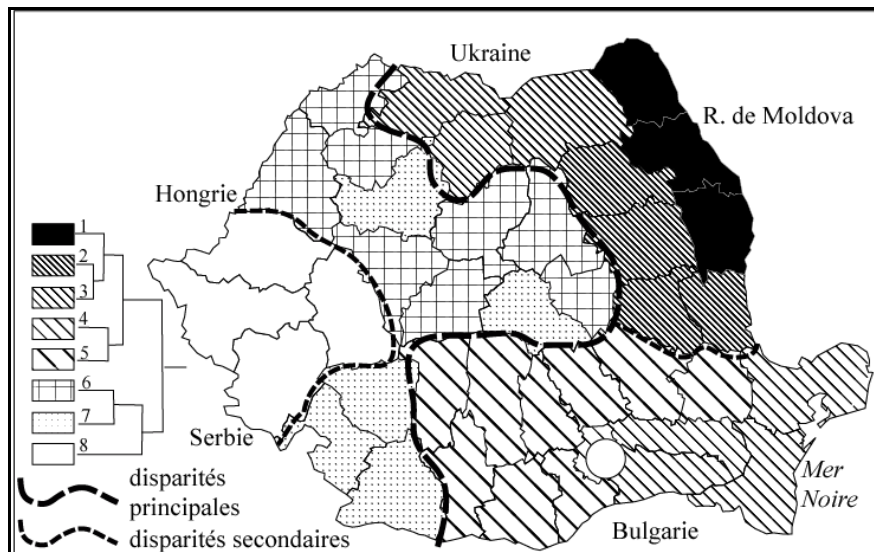 Ukraine
R. de Moldova
Hongrie
1
2
3
4
5
6
7
8
Serbie
Mer
Noire
disparités
principales
Bulgarie
disparités secondaires